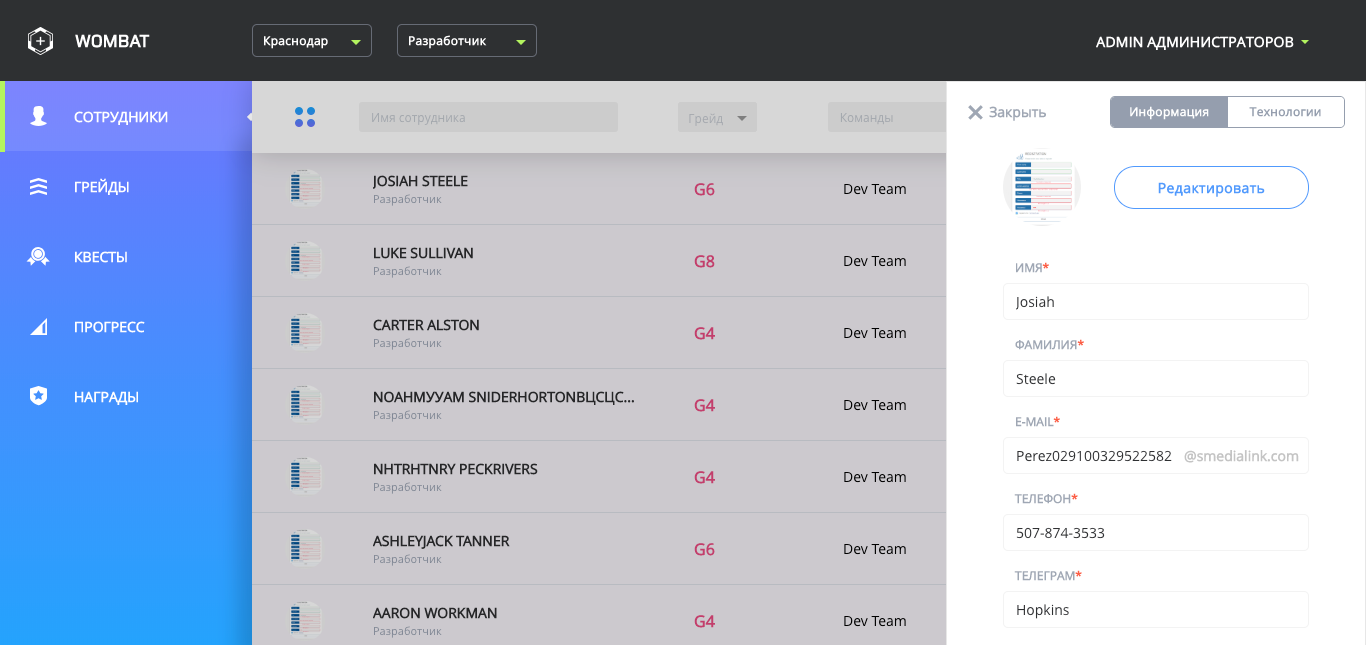 WOMBAT
Краснодар
Разработчик
ADMIN АДМИНИСТРАТОРОВ
СОТРУДНИКИ
ГРЕЙДЫ
КВЕСТЫ
ПРОГРЕСС
НАГРАДЫ
Имя сотрудника
Грейд
Команды
JOSIAH STEELE
Разработчик
G6
Dev Team
LUKE SULLIVAN
Разработчик
G8
Dev Team
CARTER ALSTON
Разработчик
G4
Dev Team
NOAHМУУАМ SNIDERHORTONВЦСЦС...
Разработчик
G4
Dev Team
NHTRHTNRY PECKRIVERS
Разработчик
G4
Dev Team
ASHLEYJACK TANNER
Разработчик
G6
Dev Team
AARON WORKMAN
Разработчик
G4
Dev Team
Закрыть
Информация
Технологии
Редактировать
ИМЯ*
Josiah
ФАМИЛИЯ*
Steele
E-MAIL*
Perez029100329522582 @smedialink.com
ТЕЛЕФОН*
507-874-3533
ТЕЛЕГРАМ*
Hopkins